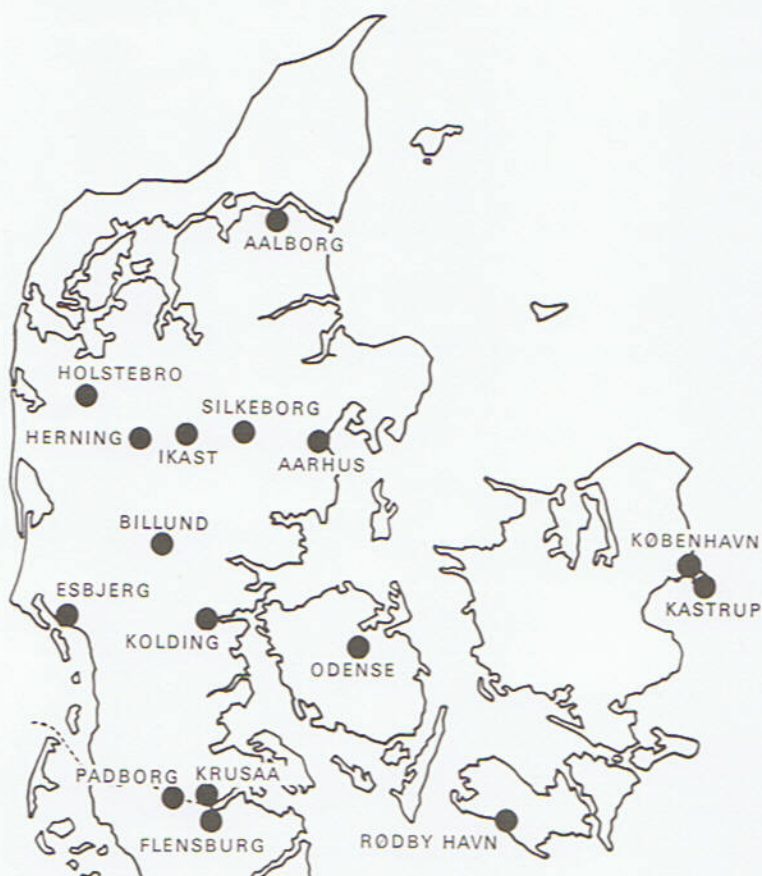 AALBORG
HOLSTEBRO
SILKEBORG
HERNING
IKAST
AARHUS
BILLUND
KØBENHAVN
ESBJERG
KASTRUP
KOLDING
ODENSE
PADBORG
KRUSAA
FLENSBURG
RØDBY HAVN